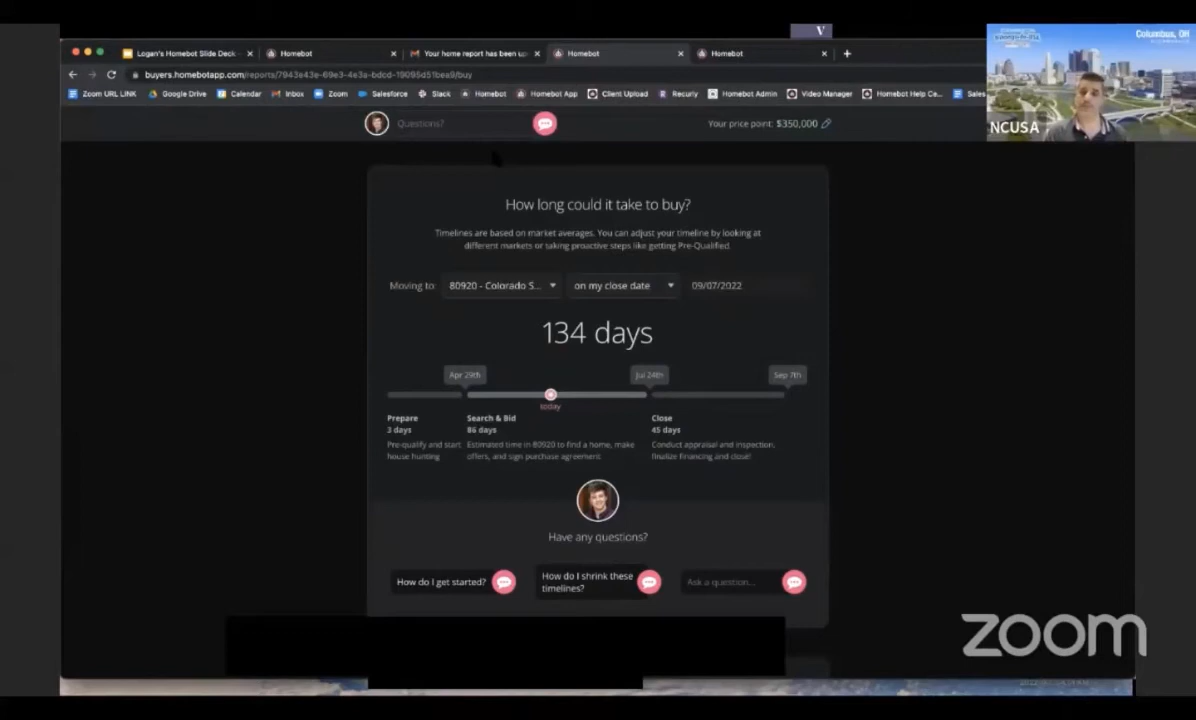 V
Logan's Homebot Slide Deck
Homebot
Your home report has been up
Homebot
Homebot
buyers.homebotapp.com/reports/7943e43e-69e3-4e3a-bdcd-19095d51bea9/buy
Zoom URL LINK
Google Drive
Calendar
Inbox
Zoom
Salesforce
Slack
Homebot
Homebot App
Client Upload
Recurly
Homebot Admin
Video Manager
Homebot Help Ce...
Sales
Columbus, OH
NCUSA
Questions?
Your price point: $350,000
How long could it take to buy?
Timelines are based on market averages. You can adjust your timeline by looking at
different markets or taking proactive steps like getting Pre-Qualified.
Moving to: 80920 - Colorado S... on my close date 09/07/2022
134 days
Apr 29th Jul 24th Sep 7th
today
Prepare
3 days
Pre-qualify and start
house hunting
Search & Bid
86 days
Estimated time in 80920 to find a home, make
offers, and sign purchase agreement
Close
45 days
Conduct appraisal and inspection,
finalize financing and close!
Have any questions?
How do I get started?
How do I shrink these
timelines?
Ask a question...
zoom